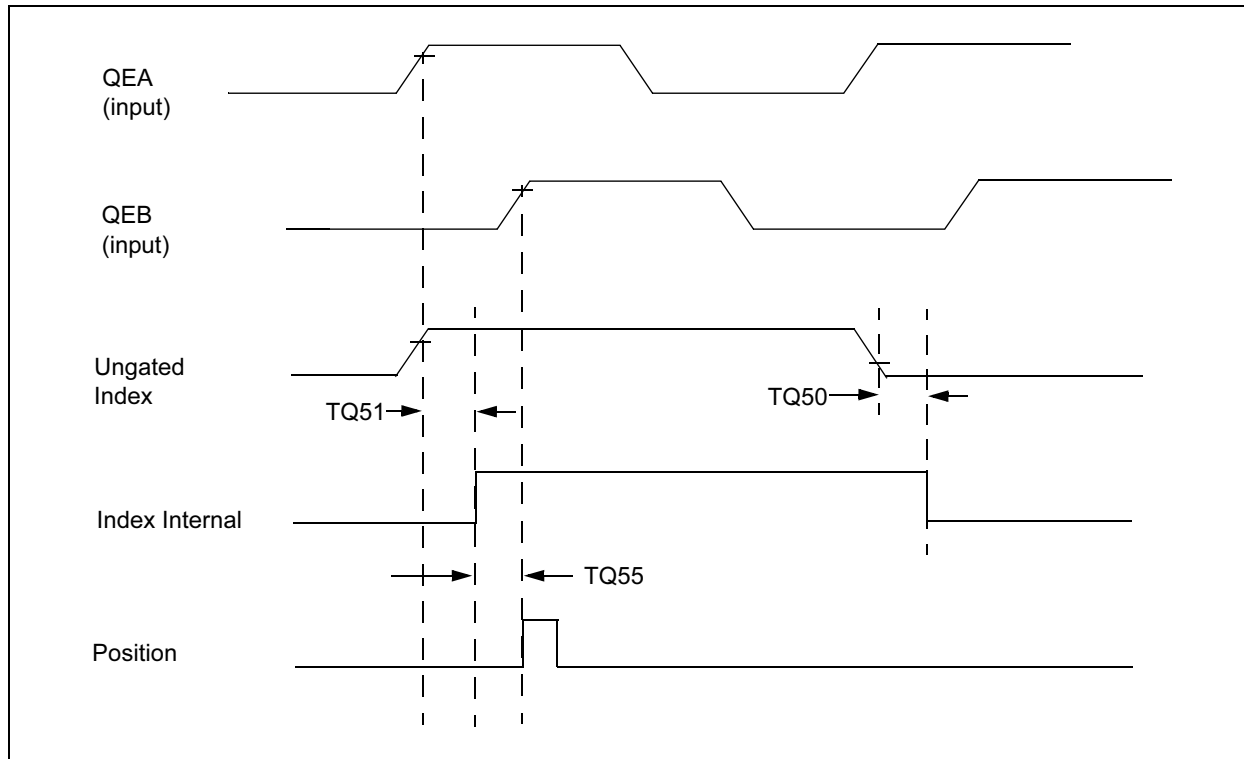 QEA
(input)
QEB
(input)
Ungated
Index
TQ51
TQ50
Index Internal
TQ55
Position